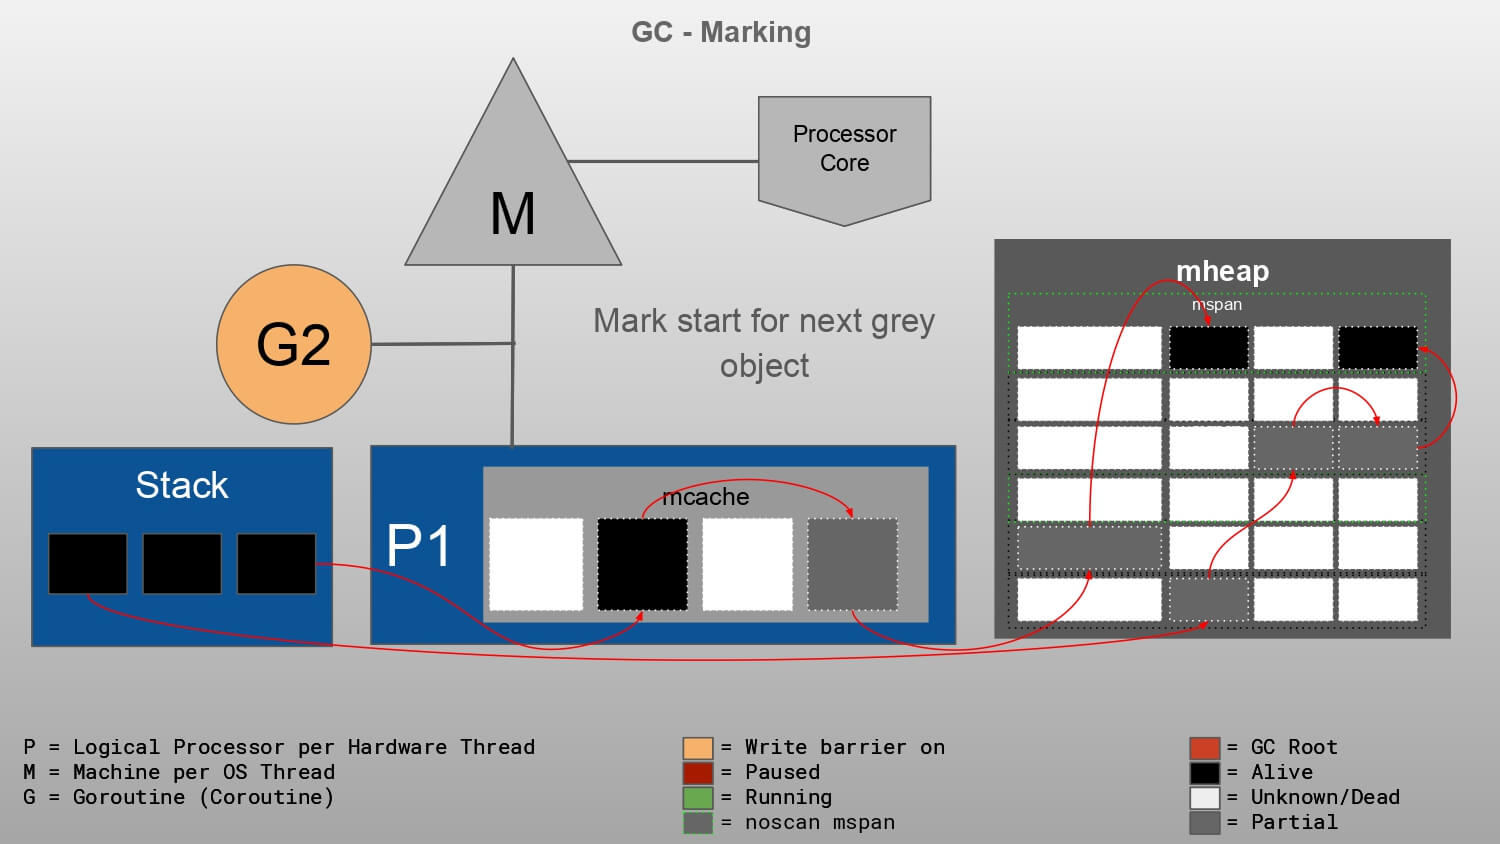 GC - Marking
Processor
Core
M
G2
Mark start for next grey
object
mheap
mspan
Stack
P1
mcache
P = Logical Processor per Hardware Thread
M = Machine per OS Thread
G = Goroutine (Coroutine)
= Write barrier on
= Paused
= Running
= noscan mspan
= GC Root
= Alive
= Unknown/Dead
= Partial